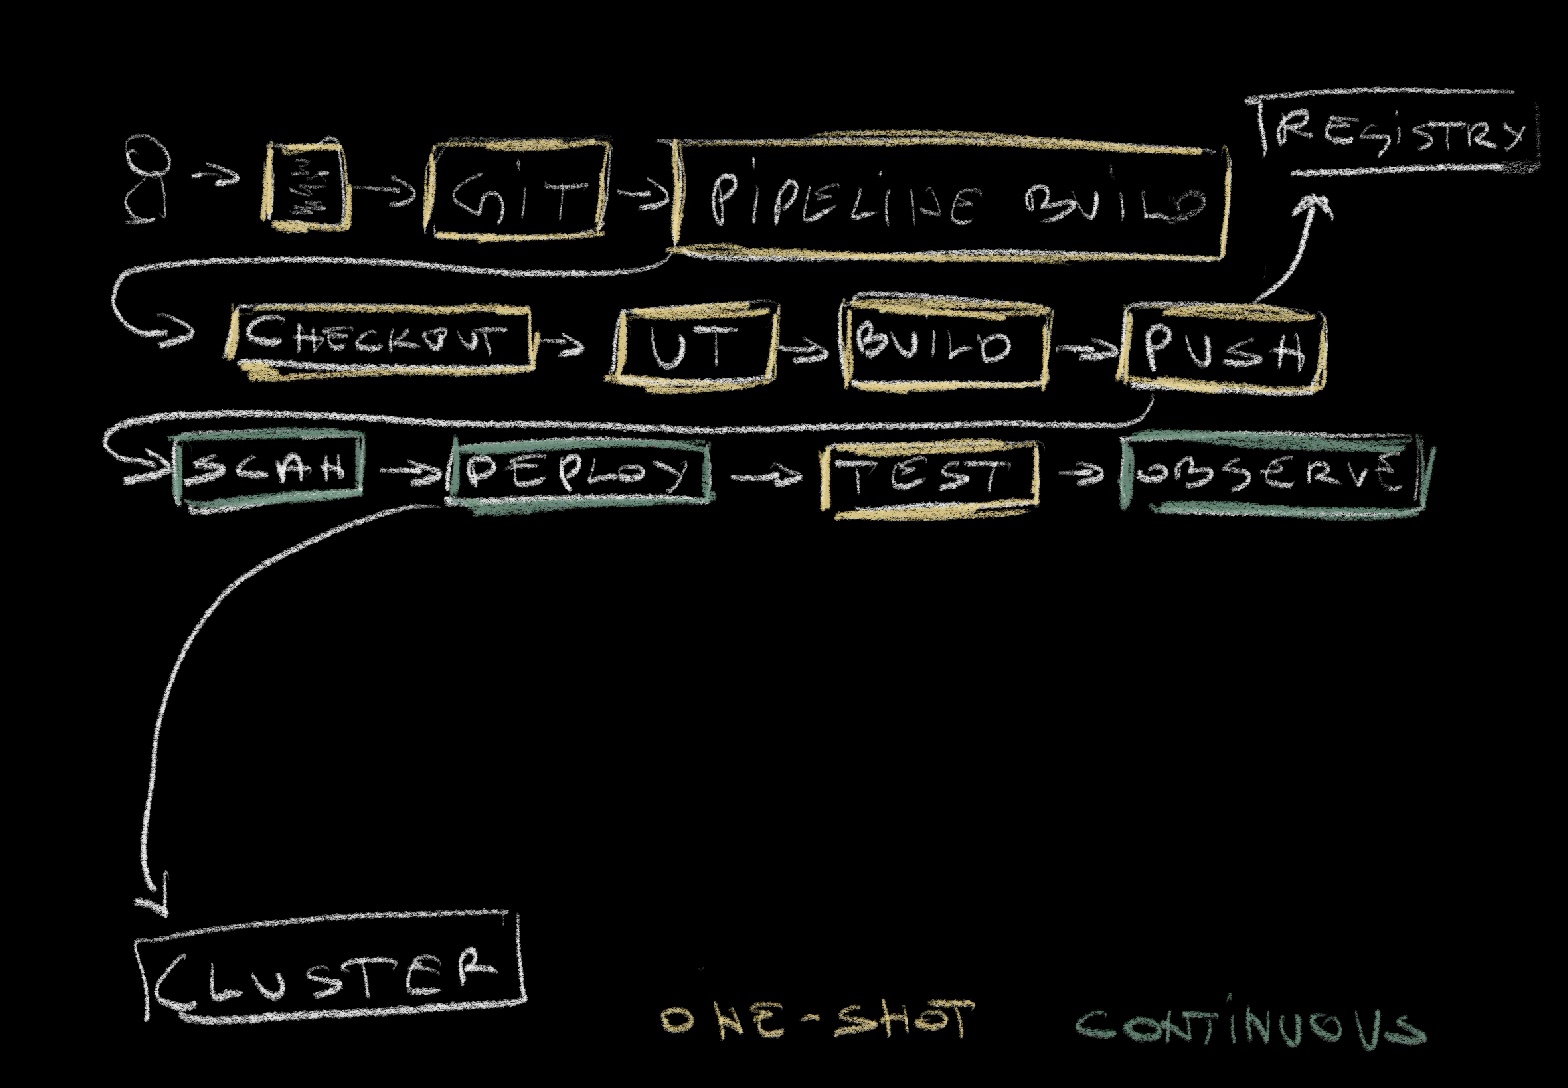 REGiSTRY
GiT
PiPELiNE BUiLD
CHECKOUT
UT
BUILD
PUSH
SCAN
DEPLOY
TEST
OBSERVE
CLUSTER
ONE-SHOT
CONTiNUOUS